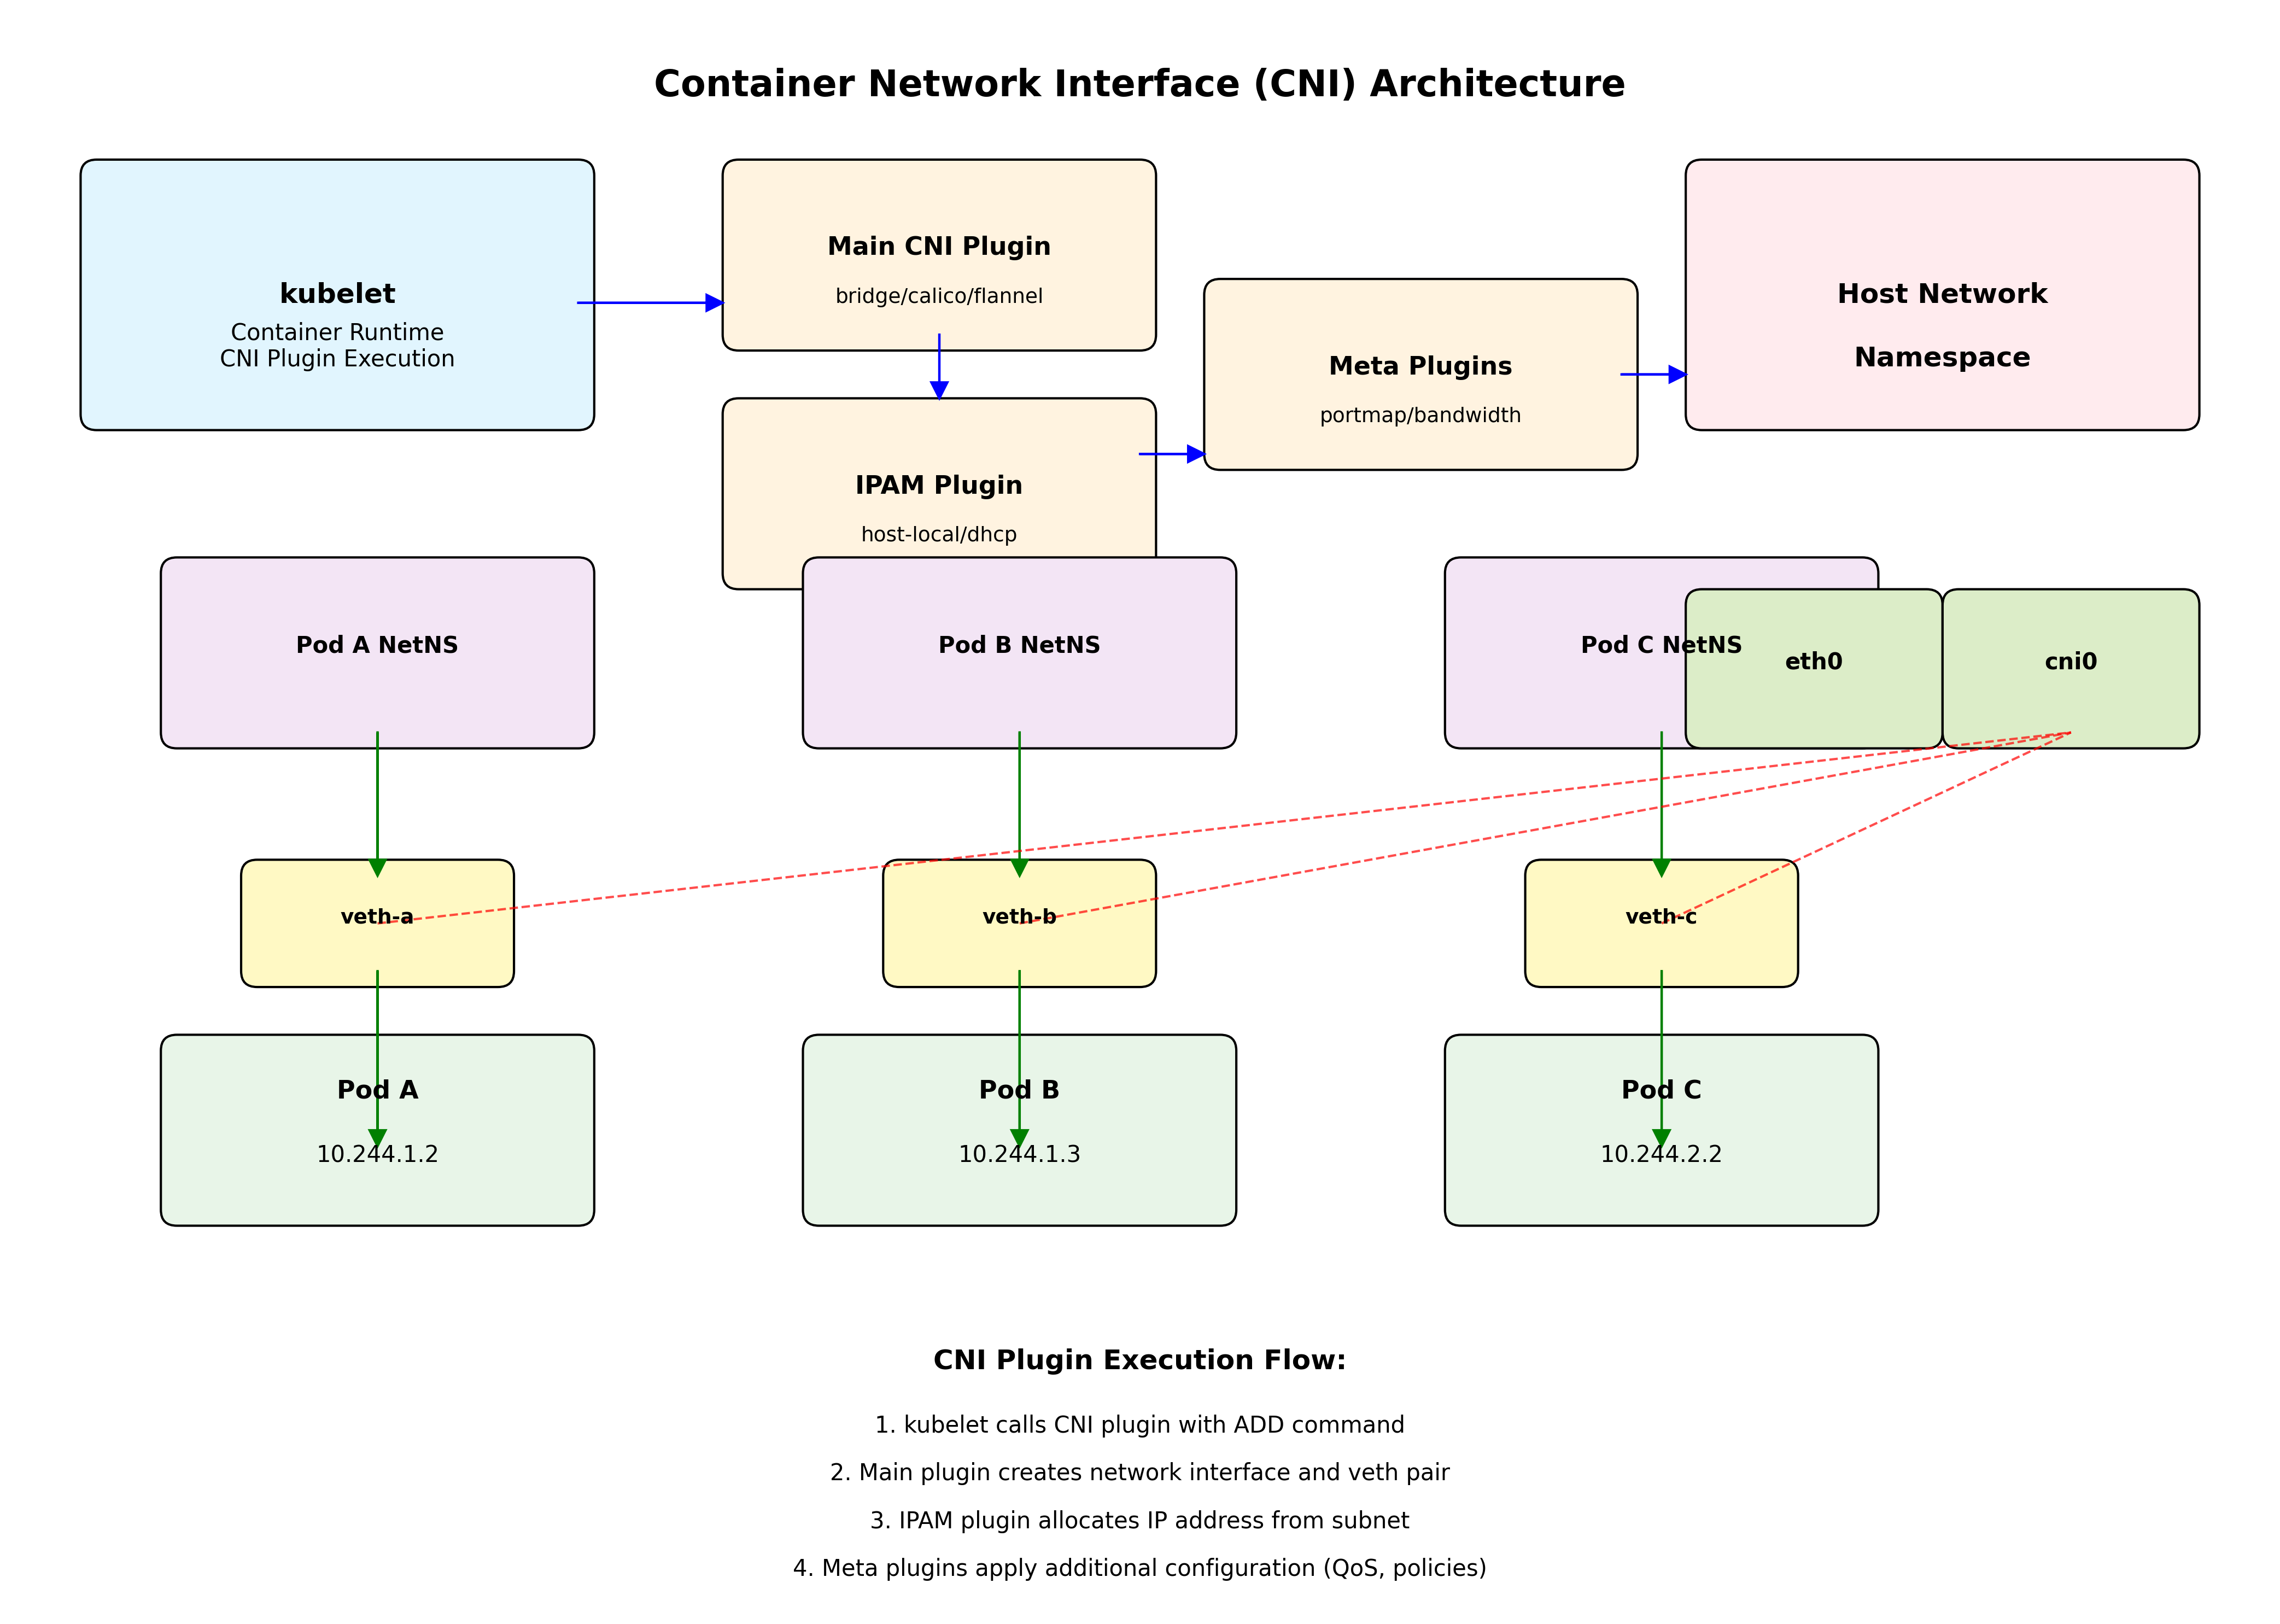 Container Network Interface (CNI) Architecture
kubelet
Container Runtime
CNI Plugin Execution
Main CNI Plugin
bridge/calico/flannel
IPAM Plugin
host-local/dhcp
Meta Plugins
portmap/bandwidth
Host Network
Namespace
Pod A NetNS
Pod B NetNS
Pod C NetNS
eth0
cni0
veth-a
veth-b
veth-c
Pod A
10.244.1.2
Pod B
10.244.1.3
Pod C
10.244.2.2
CNI Plugin Execution Flow:
1. kubelet calls CNI plugin with ADD command
2. Main plugin creates network interface and veth pair
3. IPAM plugin allocates IP address from subnet
4. Meta plugins apply additional configuration (QoS, policies)